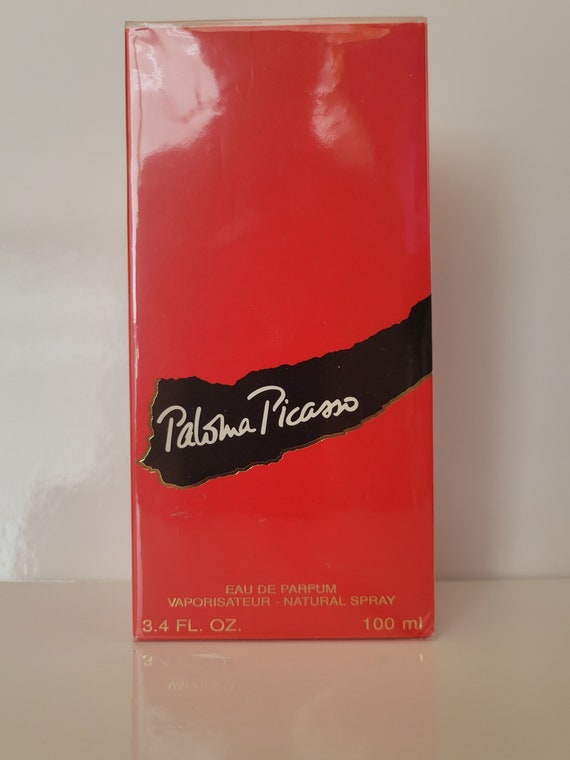 Paloma Picasso
EAU DE PARFUM
VAPORISATEUR - NATURAL SPRAY
3.4 FL. OZ. 100 ml